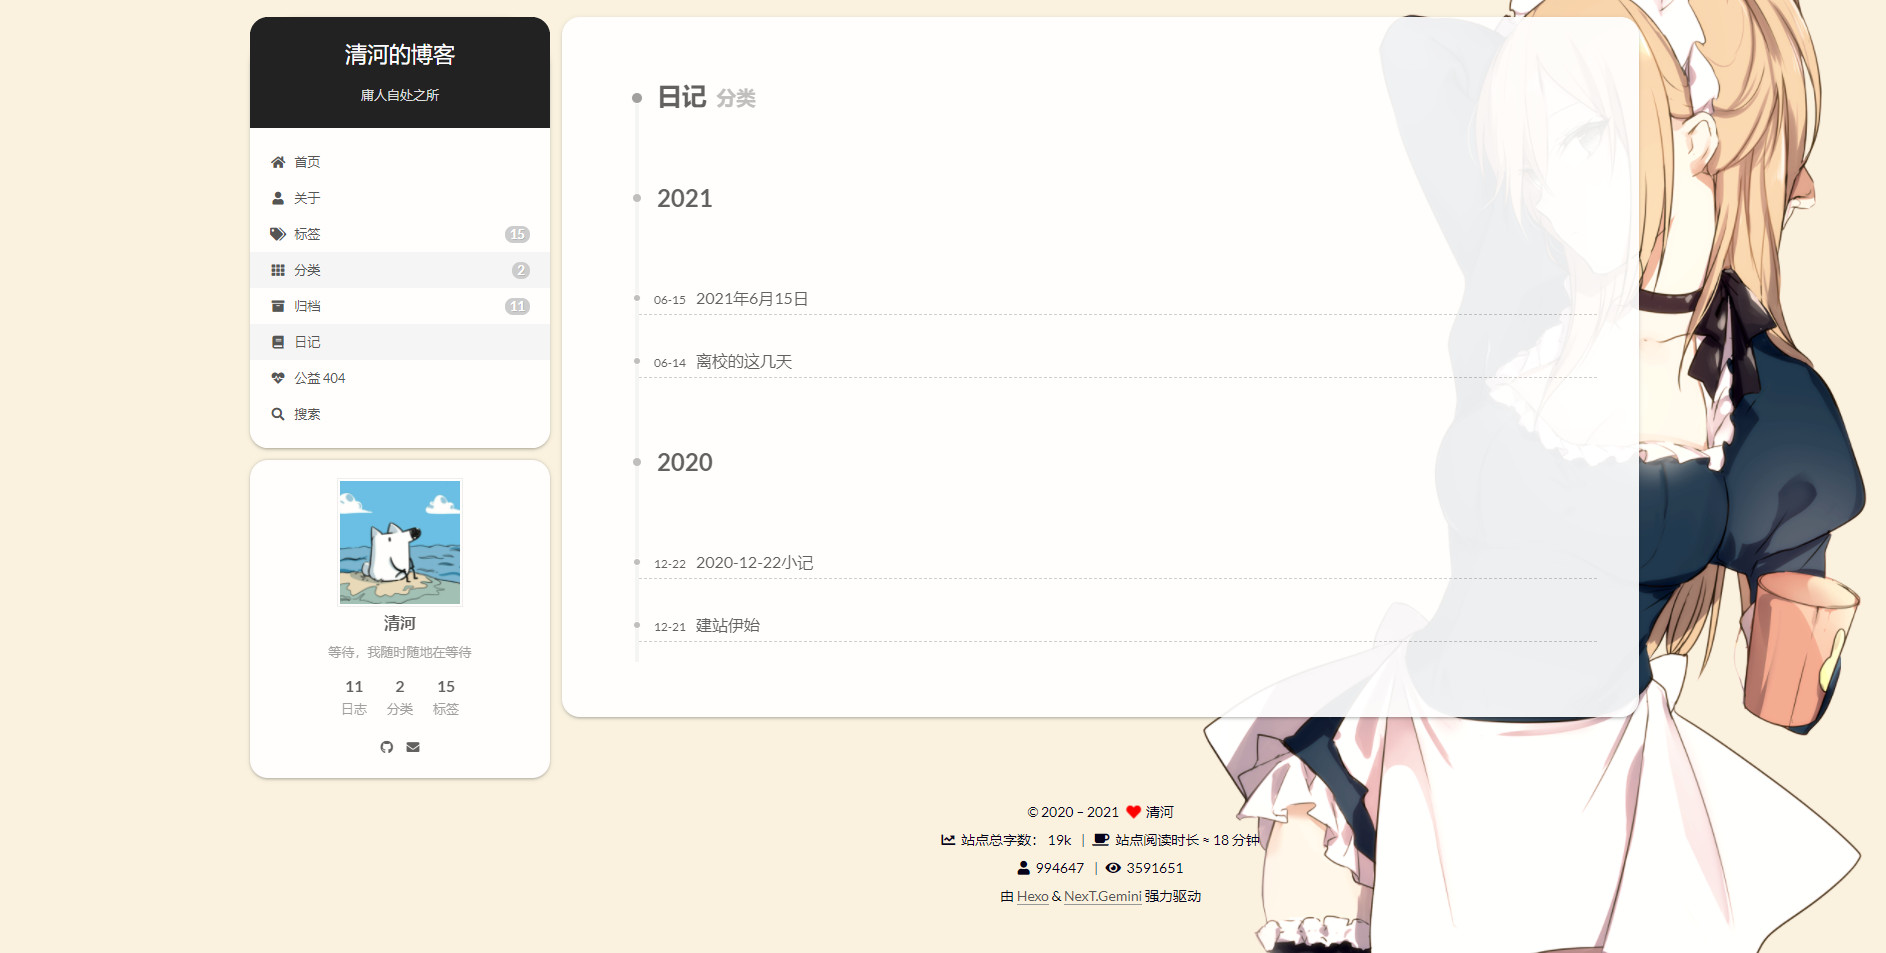 清河的博客
庸人自处之所
首页
关于
标签 15
分类 2
归档 11
日记
公益 404
搜索
清河
等待，我随时随地在等待
11 2 15
日志 分类 标签
日记 分类
2021
06-15 2021年6月15日
06-14 离校的这几天
2020
12-22 2020-12-22小记
12-21 建站伊始
© 2020 – 2021 清河
站点总字数： 19k | 站点阅读时长 ≈ 18 分钟
994647 | 3591651
由 Hexo & NexT.Gemini 强力驱动